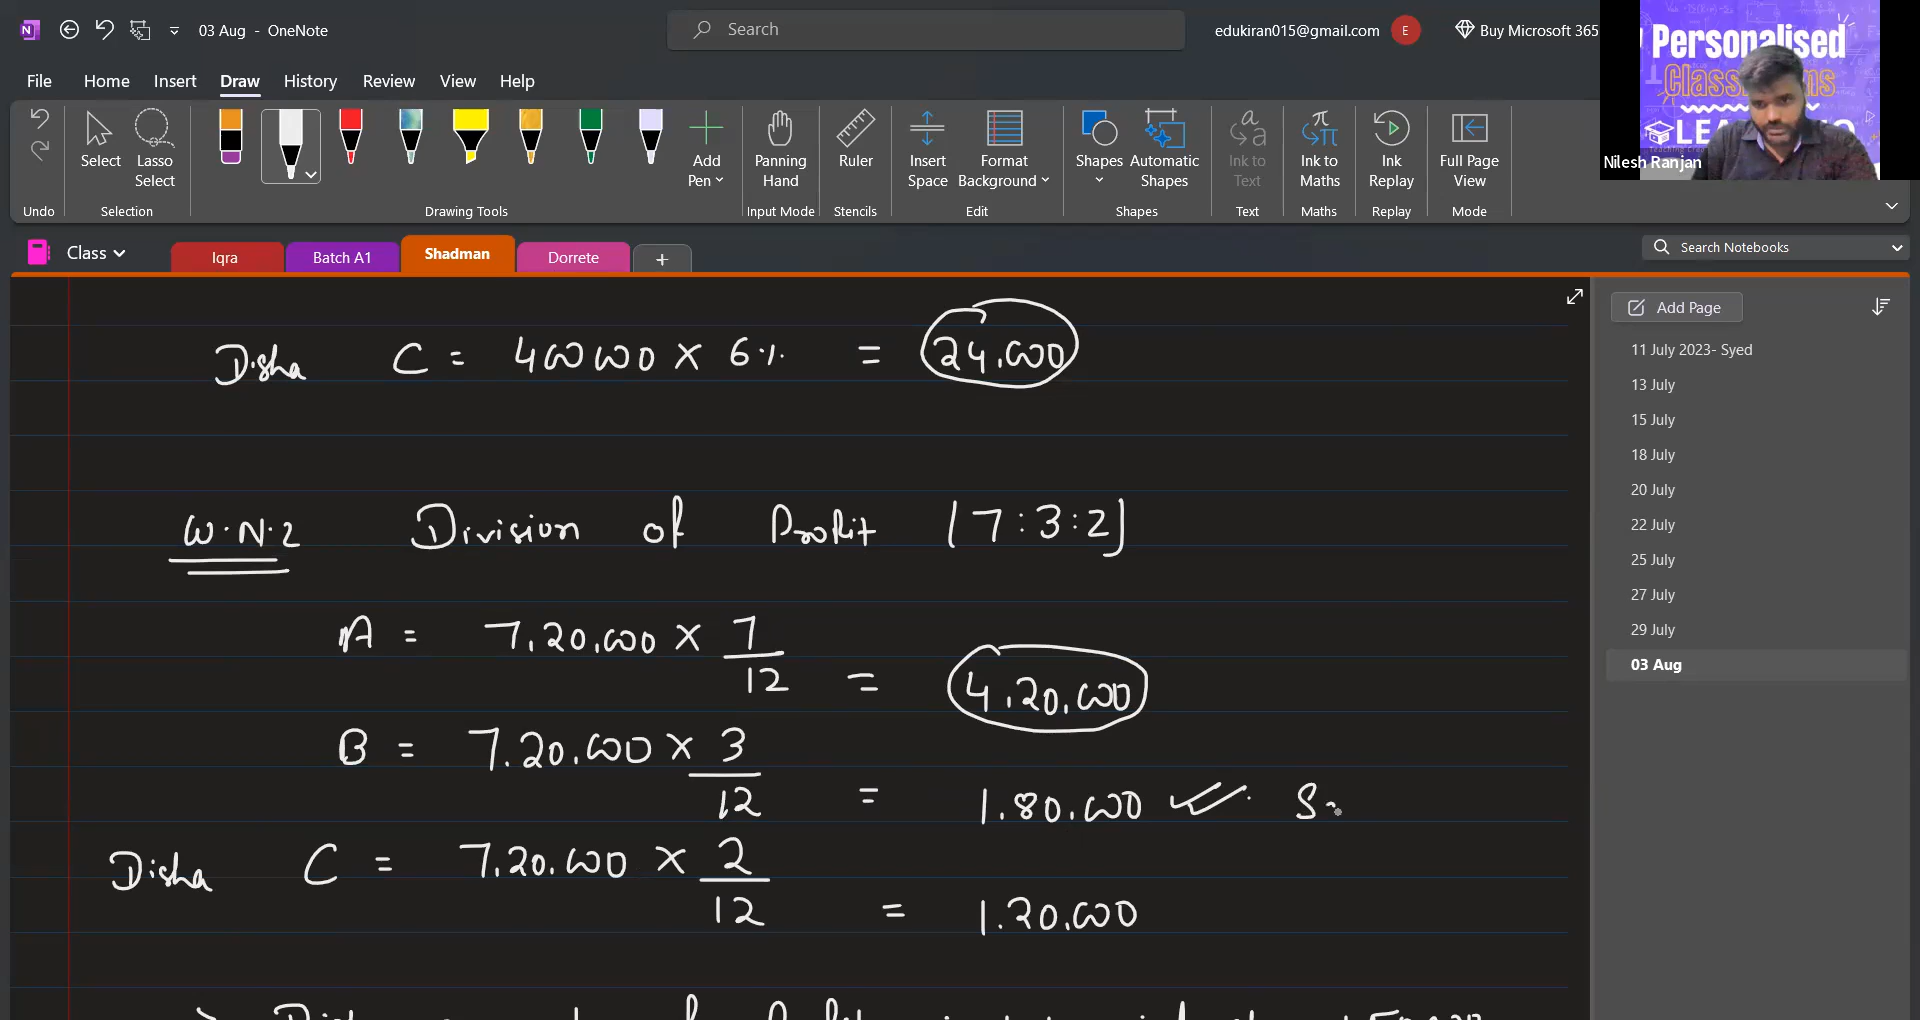 03 Aug - OneNote
Search
edukiran015@gmail.com
E
Buy Microsoft 365
Personalised
Nilesh Ranjan
File Home Insert Draw History Review View Help
Select
Lasso Select
Add Pen
Panning Hand
Ruler
Insert Space
Format Background
Shapes
Automatic Shapes
Ink to Text
Ink to Maths
Ink Replay
Full Page View
Undo Selection Drawing Tools Input Mode Stencils Edit Shapes Text Maths Replay Mode
Class
Iqra
Batch A1
Shadman
Dorrete
+
Search Notebooks
Add Page
11 July 2023- Syed
13 July
15 July
18 July
20 July
22 July
25 July
27 July
29 July
03 Aug
Disha C = 400000 × 6% = 24,000
W.N.2 Division of Profit [7:3:2]
A = 7,20,000 × 7/12 = 4,20,000
B = 7,20,000 × 3/12 = 1,80,000
Disha C = 7,20,000 × 2/12 = 1,20,000